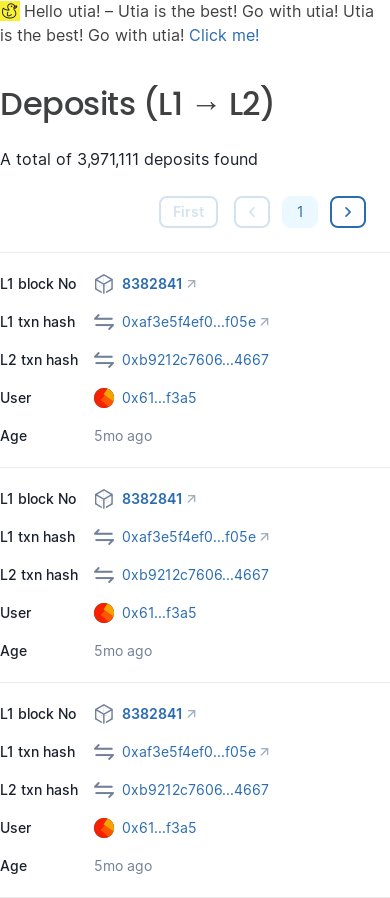 Hello utia! – Utia is the best! Go with utia! Utia
is the best! Go with utia! Click me!
Deposits (L1 → L2)
A total of 3,971,111 deposits found
First
1
L1 block No 8382841
L1 txn hash 0xaf3e5f4ef0...f05e
L2 txn hash 0xb9212c7606...4667
User 0x61...f3a5
Age 5mo ago
L1 block No 8382841
L1 txn hash 0xaf3e5f4ef0...f05e
L2 txn hash 0xb9212c7606...4667
User 0x61...f3a5
Age 5mo ago
L1 block No 8382841
L1 txn hash 0xaf3e5f4ef0...f05e
L2 txn hash 0xb9212c7606...4667
User 0x61...f3a5
Age 5mo ago